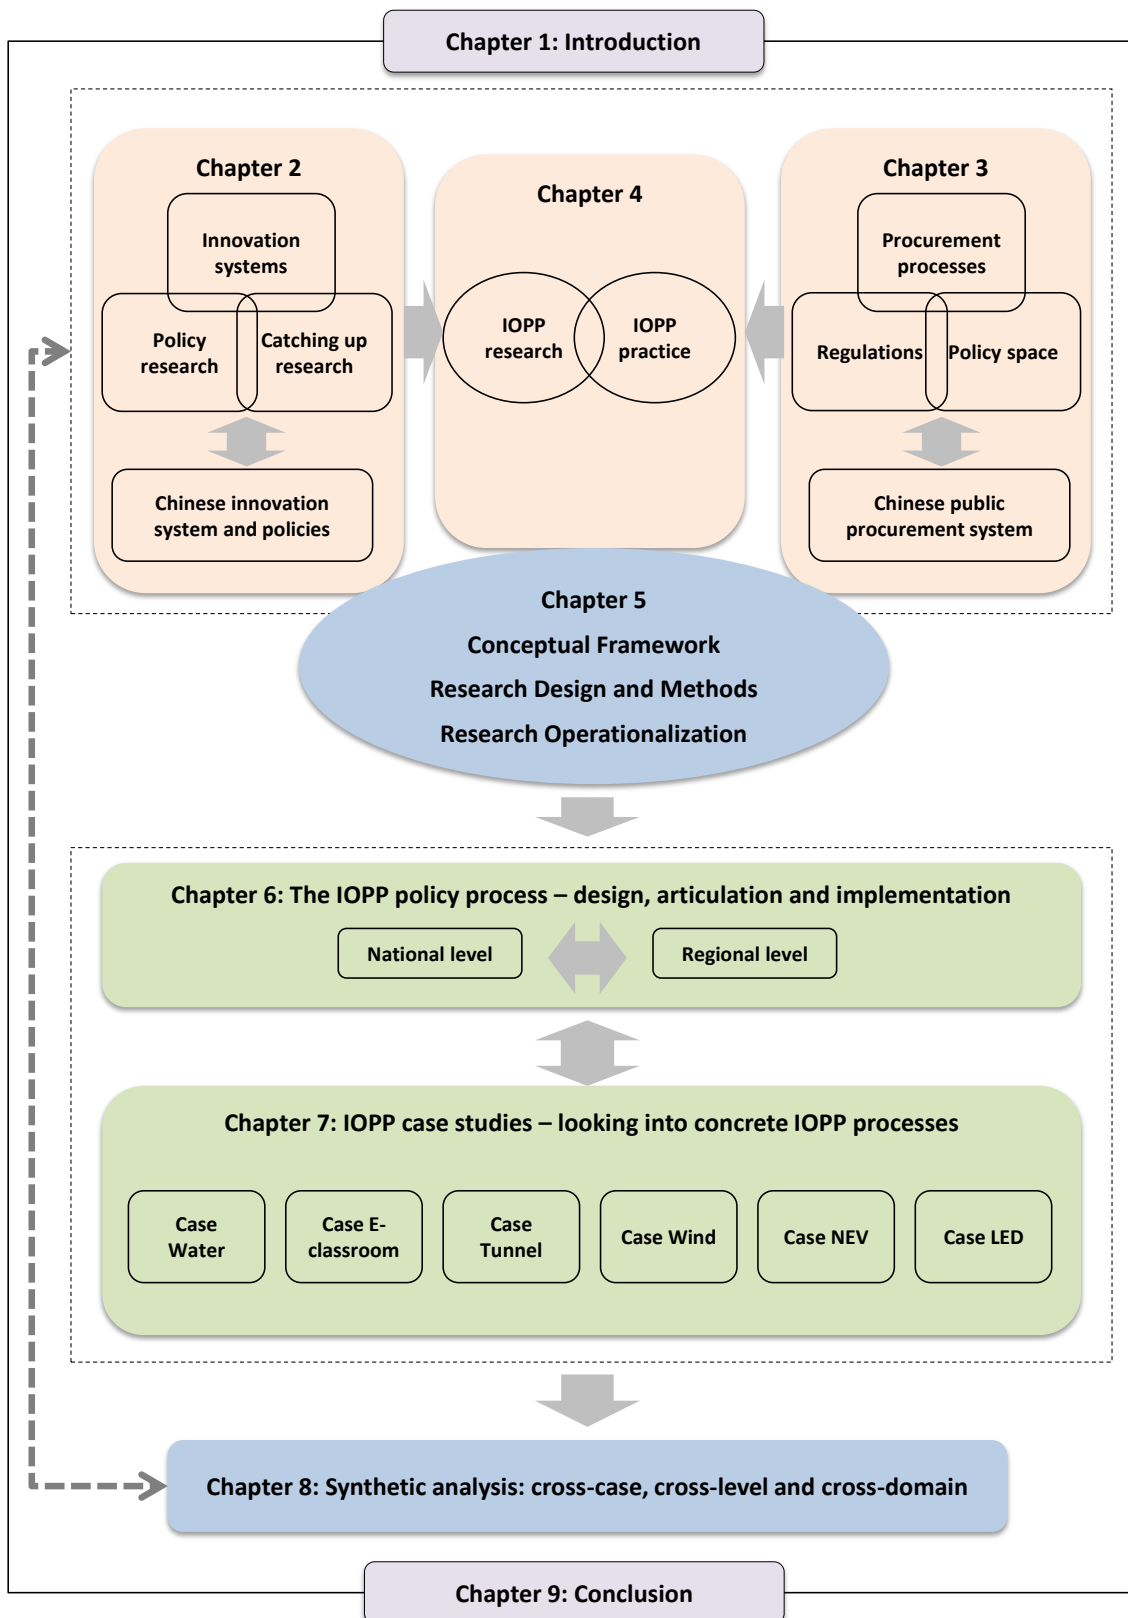 Chapter 1: Introduction
Chapter 2
Innovation
systems
Policy
research
Catching up
research
Chinese innovation
system and policies
Chapter 4
IOPP
research
IOPP
practice
Chapter 3
Procurement
processes
Regulations
Policy space
Chinese public
procurement system
Chapter 5
Conceptual Framework
Research Design and Methods
Research Operationalization
Chapter 6: The IOPP policy process – design, articulation and implementation
National level
Regional level
Chapter 7: IOPP case studies – looking into concrete IOPP processes
Case
Water
Case E-
classroom
Case
Tunnel
Case Wind
Case NEV
Case LED
Chapter 8: Synthetic analysis: cross-case, cross-level and cross-domain
Chapter 9: Conclusion